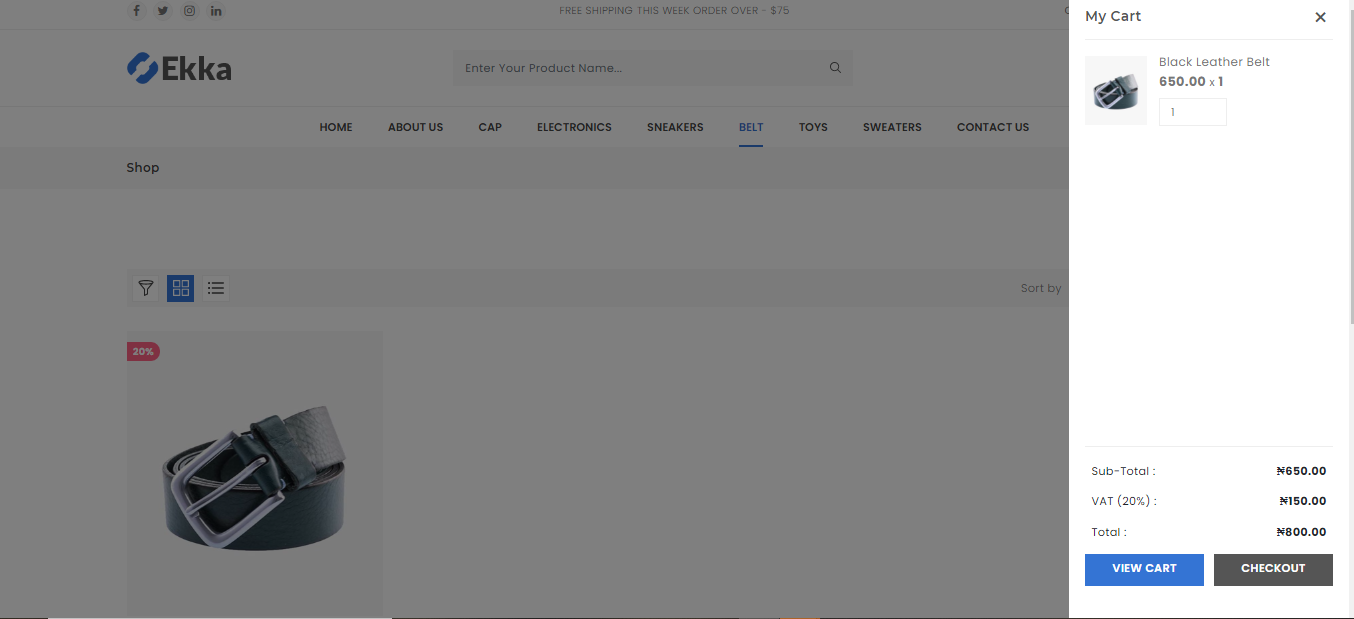 FREE SHIPPING THIS WEEK ORDER OVER - $75
My Cart
Ekka
Enter Your Product Name...
Black Leather Belt
650.00 x 1
1
HOME ABOUT US CAP ELECTRONICS SNEAKERS BELT TOYS SWEATERS CONTACT US
Shop
Sort by
20%
Sub-Total : ₦650.00
VAT (20%) : ₦150.00
Total : ₦800.00
VIEW CART CHECKOUT